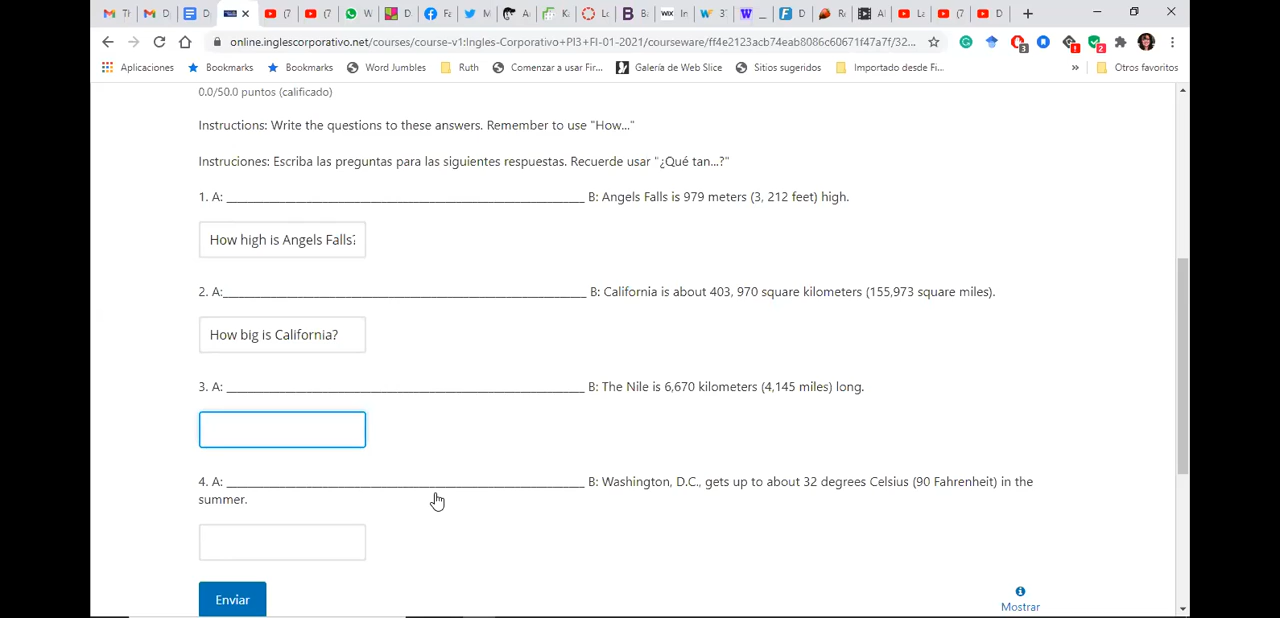 online.inglescorporativo.net/courses/course-v1:Ingles-Corporativo+PI3+FI-01-2021/courseware/ff4e2123acb74eab8086c60671f47a7f/32...
Aplicaciones Bookmarks Bookmarks Word Jumbles Ruth Comenzar a usar Fir... Galería de Web Slice Sitios sugeridos Importado desde Fi... » Otros favoritos
0.0/50.0 puntos (calificado)
Instructions: Write the questions to these answers. Remember to use "How..."
Instruciones: Escriba las preguntas para las siguientes respuestas. Recuerde usar "¿Qué tan...?"
1. A: ______________________________ B: Angels Falls is 979 meters (3, 212 feet) high.
How high is Angels Falls?
2. A:______________________________ B: California is about 403, 970 square kilometers (155,973 square miles).
How big is California?
3. A: ______________________________ B: The Nile is 6,670 kilometers (4,145 miles) long.
4. A: ______________________________ B: Washington, D.C., gets up to about 32 degrees Celsius (90 Fahrenheit) in the
summer.
Enviar
Mostrar